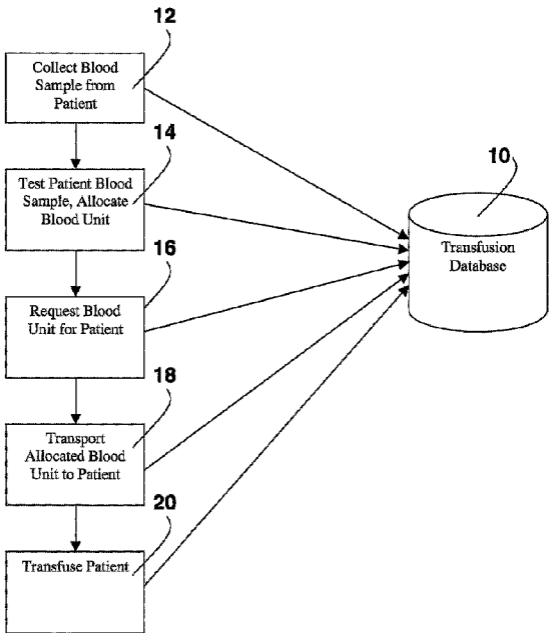 12
Collect Blood
Sample from
Patient
14
Test Patient Blood
Sample, Allocate
Blood Unit
10
Transfusion
Database
16
Request Blood
Unit for Patient
18
Transport
Allocated Blood
Unit to Patient
20
Transfuse Patient